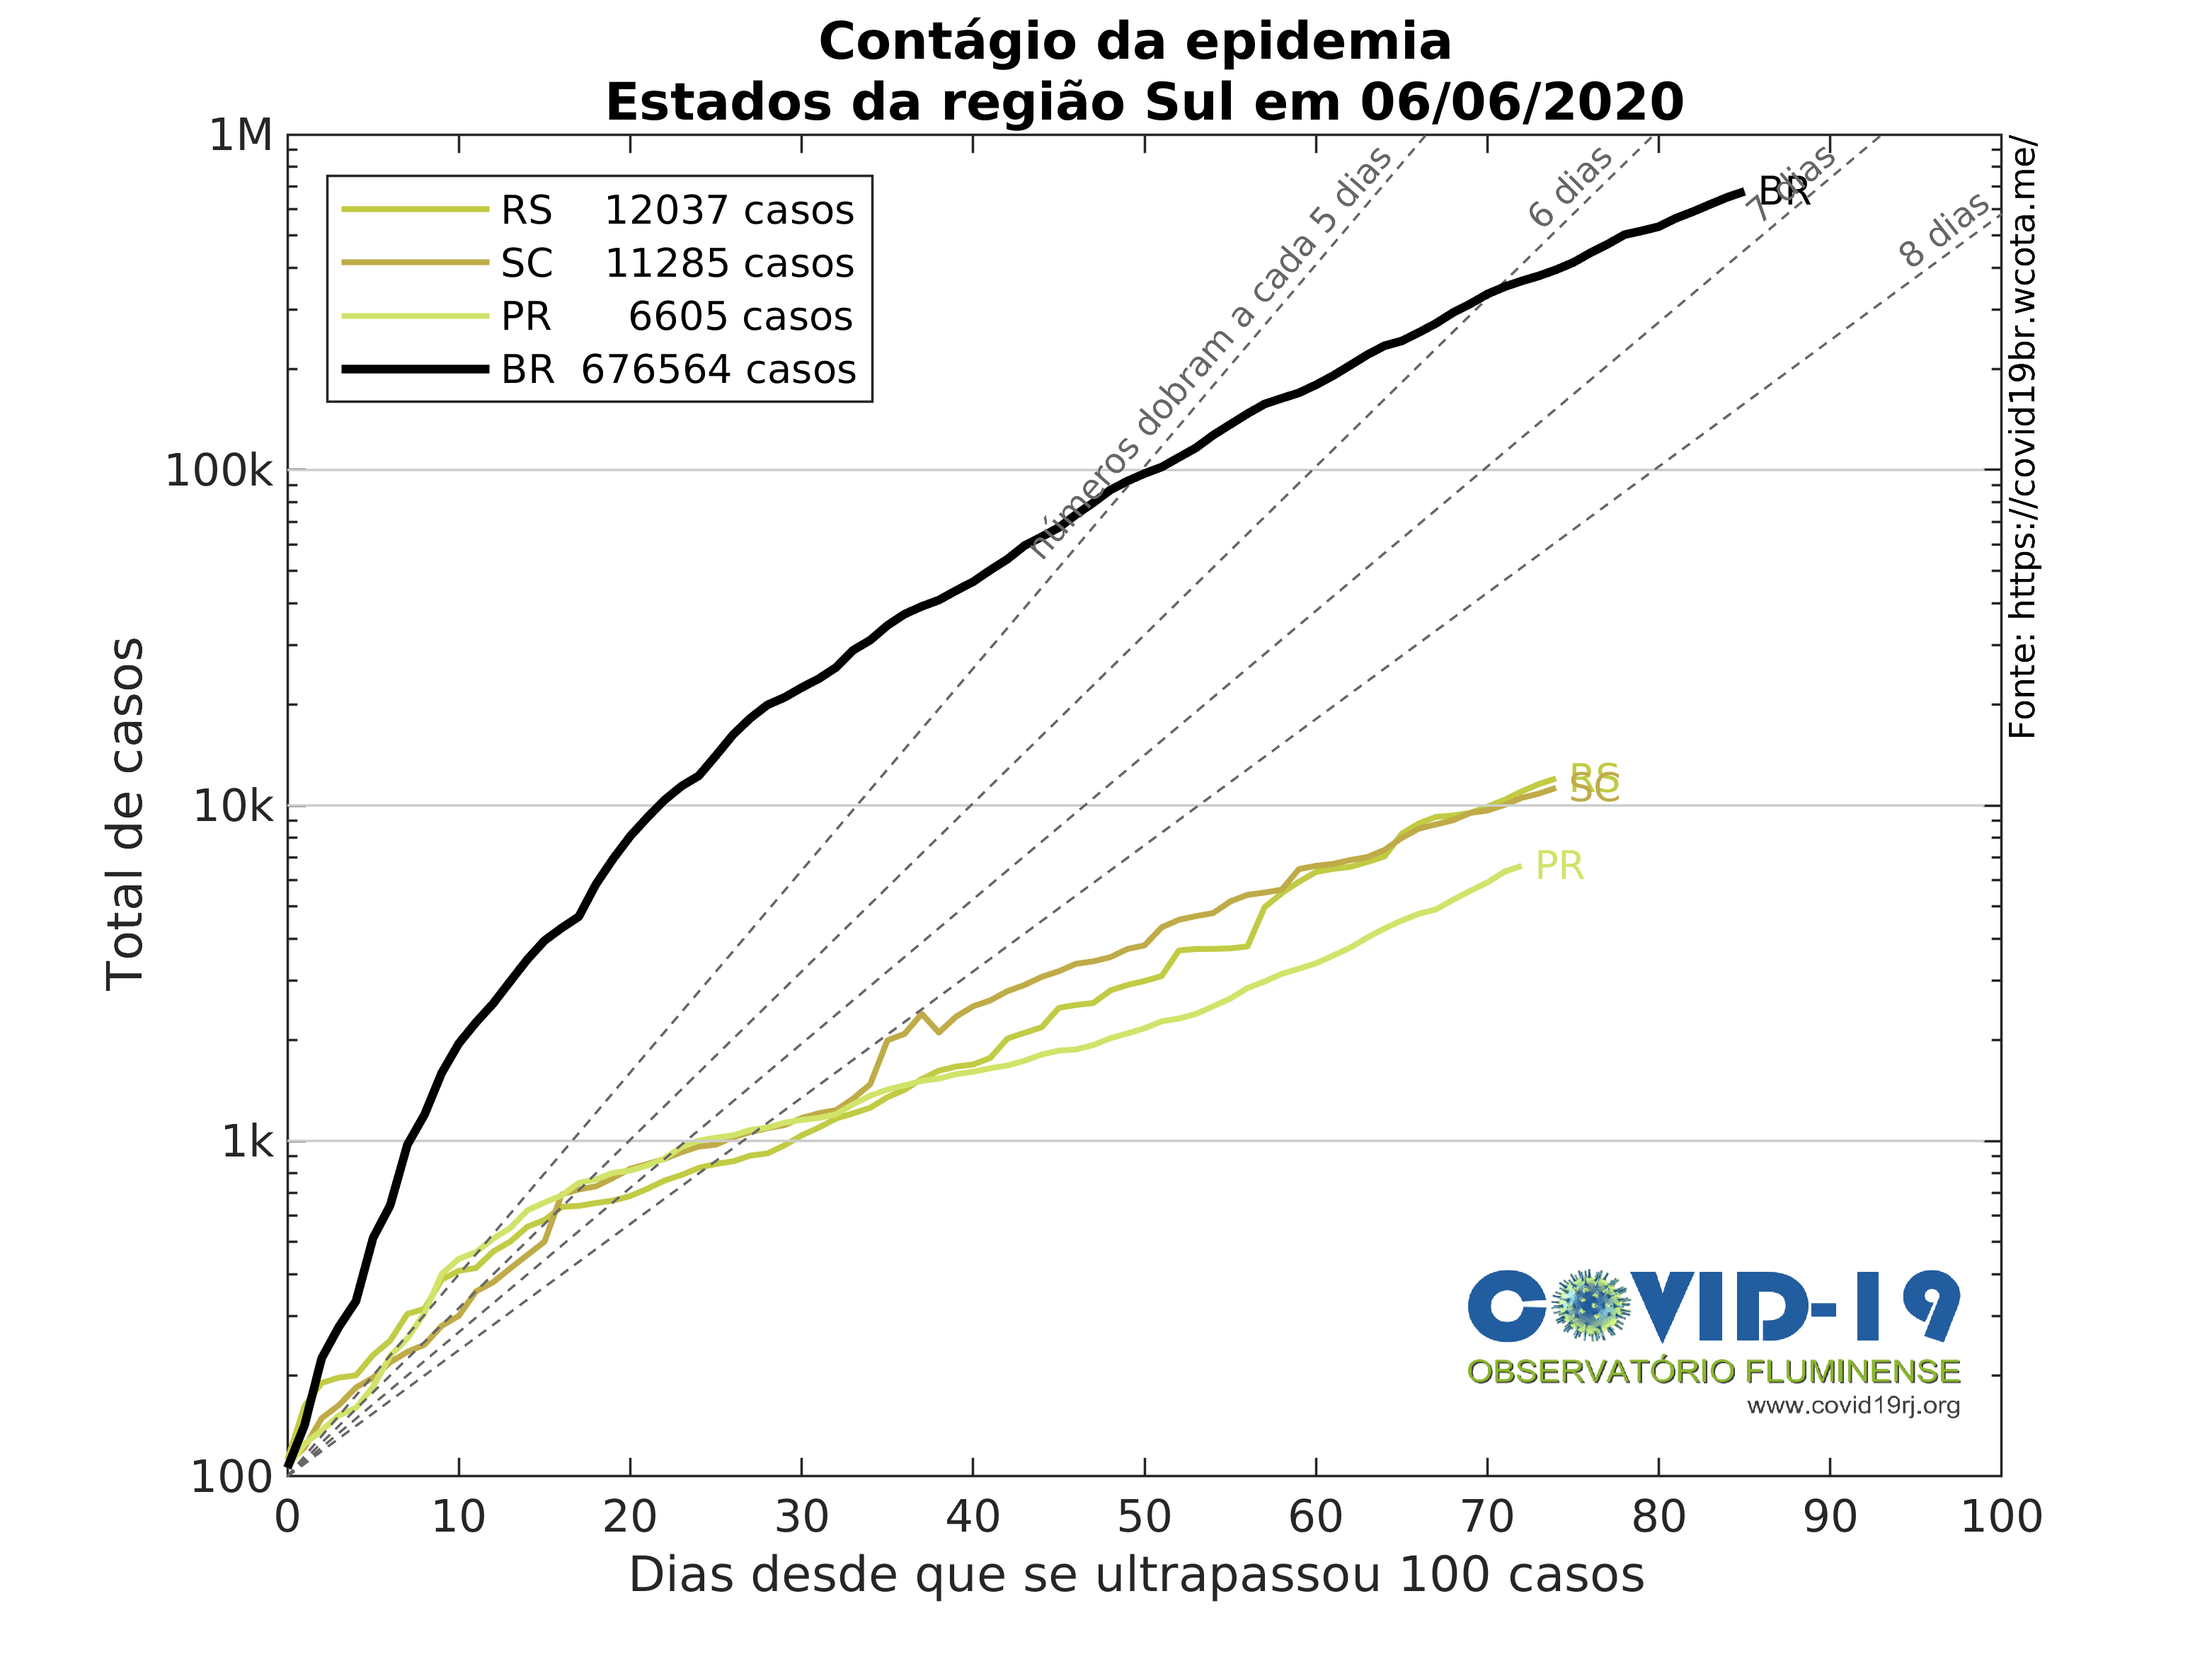 Contágio da epidemia
Estados da região Sul em 06/06/2020
1M
100k
10k
1k
100
Total de casos
RS 12037 casos
SC 11285 casos
PR 6605 casos
BR 676564 casos
números dobram a cada 5 dias
6 dias
7 dias
8 dias
BR
RS
SC
PR
Fonte: https://covid19br.wcota.me/
COVID-19
OBSERVATÓRIO FLUMINENSE
www.covid19rj.org
0 10 20 30 40 50 60 70 80 90 100
Dias desde que se ultrapassou 100 casos